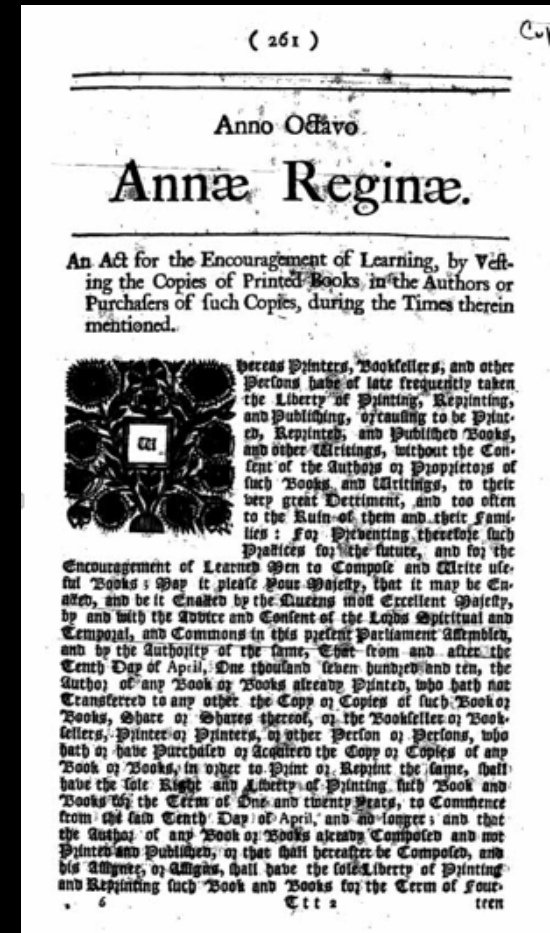 ( 261 )
Anno Octavo
Annæ Reginæ.
An Act for the Encouragement of Learning, by Vest-
ing the Copies of Printed Books in the Authors or
Purchasers of such Copies, during the Times therein
mentioned.
Whereas Printers, Booksellers, and other
Persons have of late frequently taken
the Liberty of Printing, Reprinting,
and Publishing, or causing to be Print-
ed, Reprinted, and Published Books,
and other Writings, without the Con-
sent of the Authors or Proprietors of
such Books and Writings, to their
very great Detriment, and too often
to the Ruin of them and their Fami-
lies : For Preventing therefore such
Practices for the future, and for the
Encouragement of Learned Men to Compose and Write use-
ful Books ; May it please Your Majesty, that it may be En-
acted, and be it Enacted by the Queens most Excellent Majesty,
by and with the Advice and Consent of the Lords Spiritual and
Temporal, and Commons in this present Parliament Assembled,
and by the Authority of the same, That from and after the
Tenth Day of April, One thousand seven hundred and ten, the
Author of any Book or Books already Printed, who hath not
Transferred to any other the Copy or Copies of such Book or
Books, Share or Shares thereof, or the Bookseller or Book-
sellers, Printer or Printers, or other Person or Persons, who
hath or have Purchased or Acquired the Copy or Copies of any
Book or Books, in order to Print or Reprint the same, shall
have the sole Right and Liberty of Printing such Book and
Books for the Term of One and twenty Years, to Commence
from the said Tenth Day of April, and no longer ; and that
the Author of any Book or Books already Composed and not
Printed and Published, or that shall hereafter be Composed, and
his Assignee, or Assigns, shall have the sole Liberty of Printing
and Reprinting such Book and Books for the Term of Four-
6 Ttt 2 teen